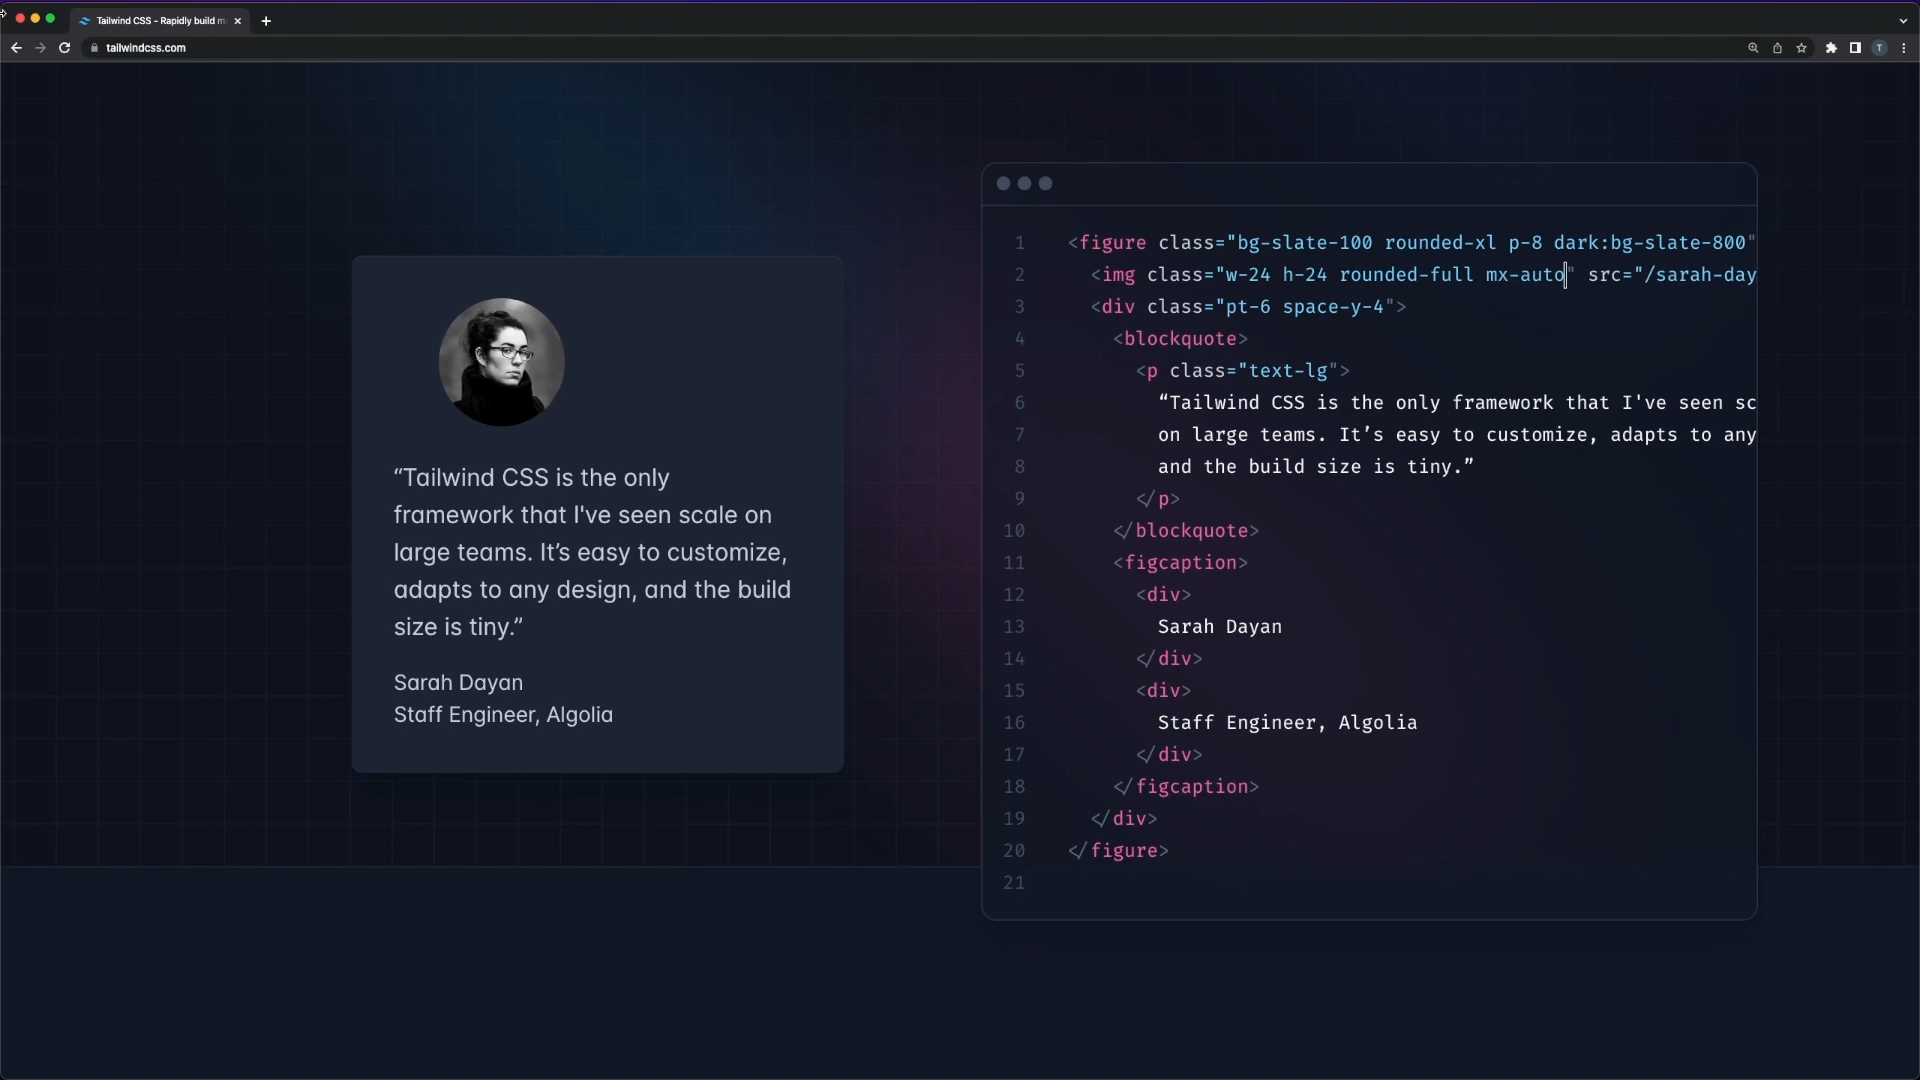 Tailwind CSS - Rapidly build m
tailwindcss.com
T
“Tailwind CSS is the only
framework that I've seen scale on
large teams. It’s easy to customize,
adapts to any design, and the build
size is tiny.”
Sarah Dayan
Staff Engineer, Algolia
1 <figure class="bg-slate-100 rounded-xl p-8 dark:bg-slate-800"
2 <img class="w-24 h-24 rounded-full mx-auto" src="/sarah-day
3 <div class="pt-6 space-y-4">
4 <blockquote>
5 <p class="text-lg">
6 “Tailwind CSS is the only framework that I've seen sc
7 on large teams. It’s easy to customize, adapts to any
8 and the build size is tiny.”
9 </p>
10 </blockquote>
11 <figcaption>
12 <div>
13 Sarah Dayan
14 </div>
15 <div>
16 Staff Engineer, Algolia
17 </div>
18 </figcaption>
19 </div>
20 </figure>
21